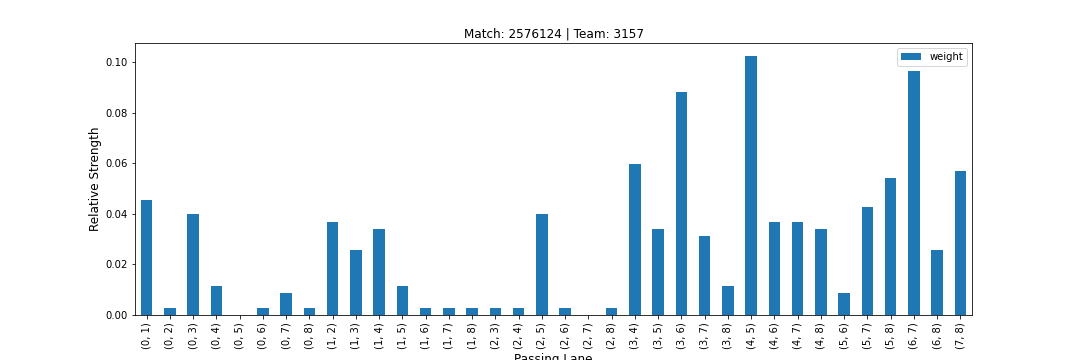 Match: 2576124 | Team: 3157
weight
0.10
0.08
0.06
0.04
0.02
0.00
Relative Strength
(0, 1) (0, 2) (0, 3) (0, 4) (0, 5) (0, 6) (0, 7) (0, 8) (1, 2) (1, 3) (1, 4) (1, 5) (1, 6) (1, 7) (1, 8) (2, 3) (2, 4) (2, 5) (2, 6) (2, 7) (2, 8) (3, 4) (3, 5) (3, 6) (3, 7) (3, 8) (4, 5) (4, 6) (4, 7) (4, 8) (5, 6) (5, 7) (5, 8) (6, 7) (6, 8) (7, 8)
Passing Lane